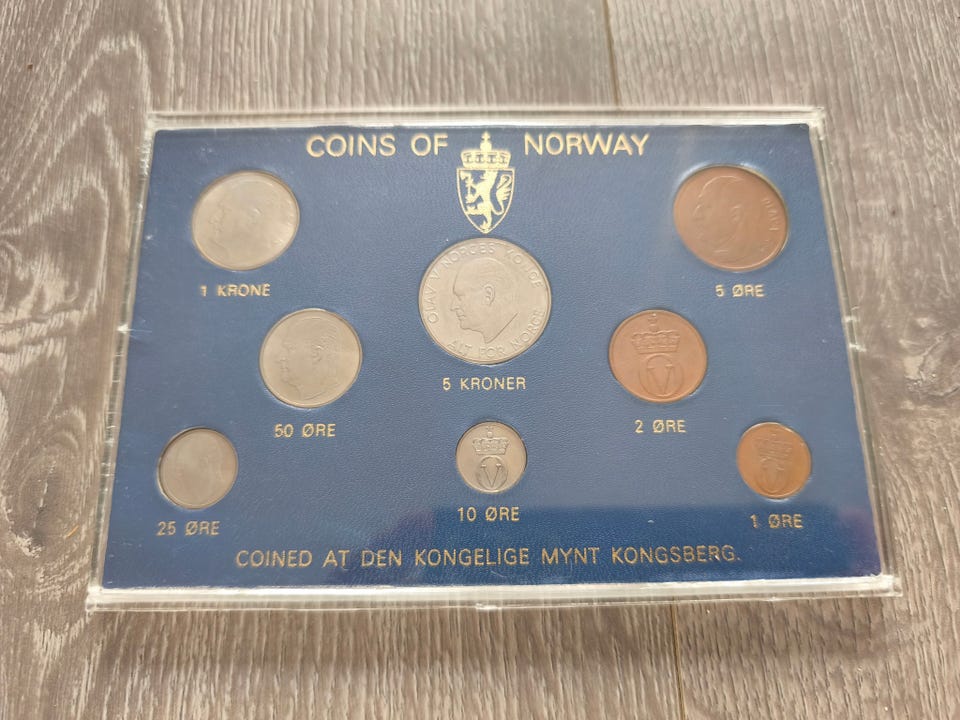 COINS OF NORWAY
1 KRONE
5 ØRE
OLAV V NORGES KONGE
ALT FOR NORGE
5 KRONER
50 ØRE
2 ØRE
25 ØRE
10 ØRE
1 ØRE
COINED AT DEN KONGELIGE MYNT KONGSBERG.